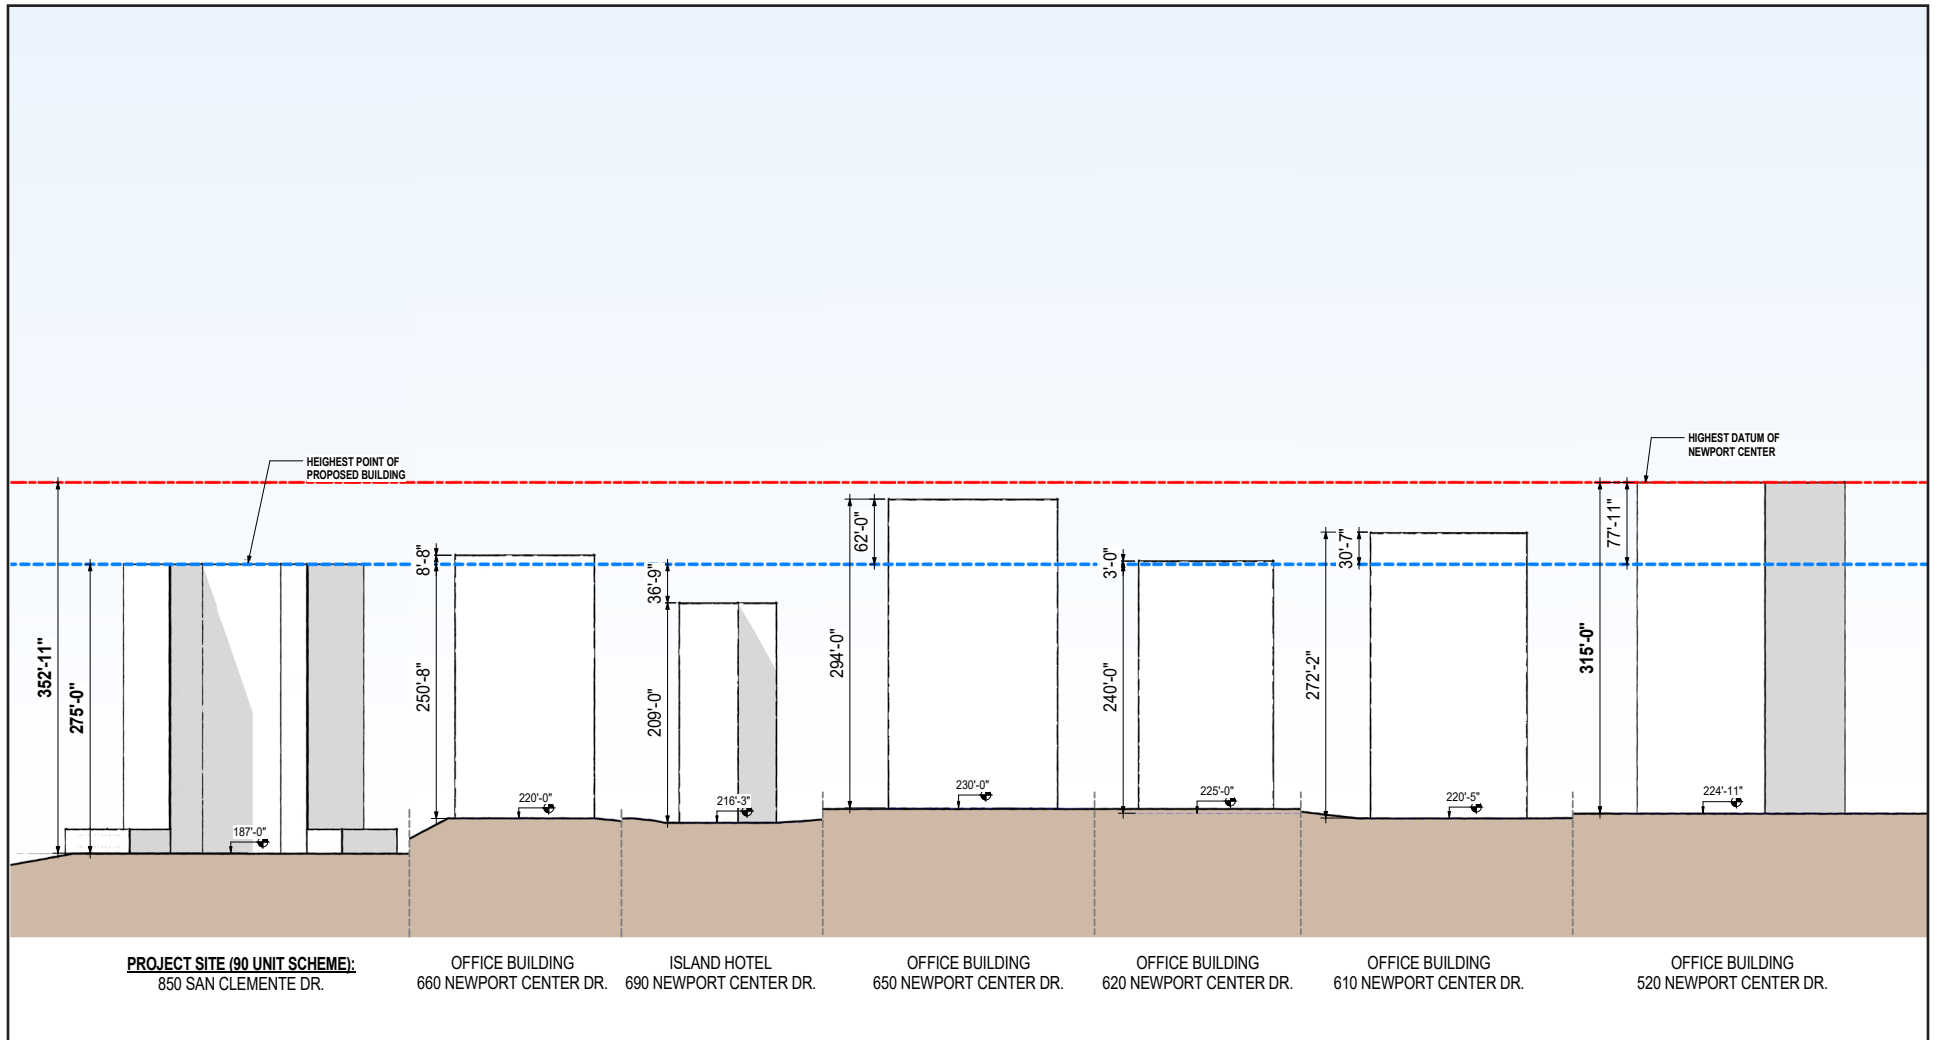 HEIGHEST POINT OF
PROPOSED BUILDING
HIGHEST DATUM OF
NEWPORT CENTER
352'-11"
275'-0"
187'-0"
8'-8"
250'-8"
220'-0"
36'-9"
209'-0"
216'-3"
62'-0"
294'-0"
230'-0"
3'-0"
240'-0"
225'-0"
30'-7"
272'-2"
220'-5"
77'-11"
315'-0"
224'-11"
PROJECT SITE (90 UNIT SCHEME):
850 SAN CLEMENTE DR.
OFFICE BUILDING
660 NEWPORT CENTER DR.
ISLAND HOTEL
690 NEWPORT CENTER DR.
OFFICE BUILDING
650 NEWPORT CENTER DR.
OFFICE BUILDING
620 NEWPORT CENTER DR.
OFFICE BUILDING
610 NEWPORT CENTER DR.
OFFICE BUILDING
520 NEWPORT CENTER DR.